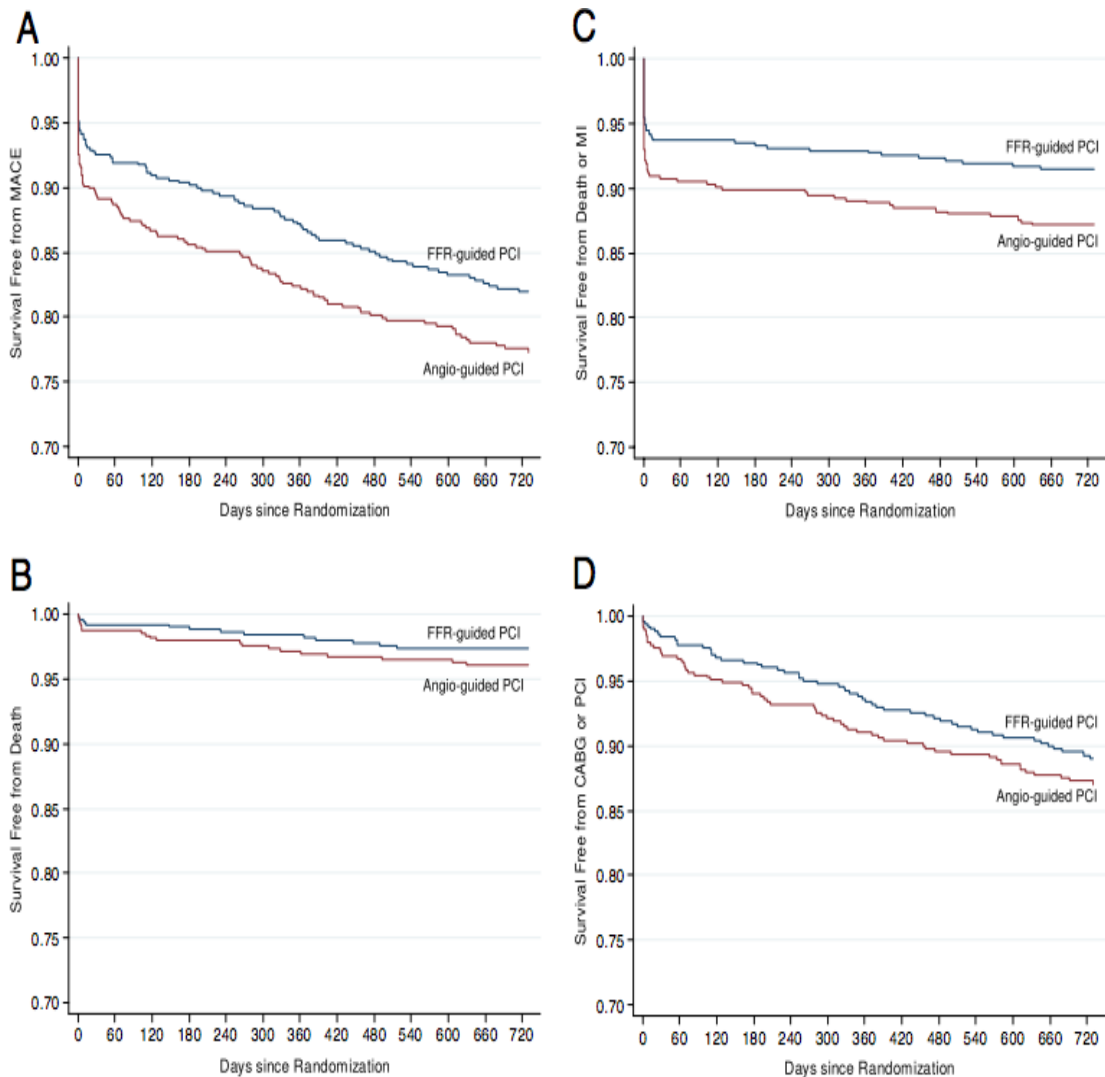 A
Survival Free from MACE
1.00
0.95
0.90
0.85
0.80
0.75
0.70
FFR-guided PCI
Angio-guided PCI
0 60 120 180 240 300 360 420 480 540 600 660 720
Days since Randomization
C
Survival Free from Death or MI
1.00
0.95
0.90
0.85
0.80
0.75
0.70
FFR-guided PCI
Angio-guided PCI
0 60 120 180 240 300 360 420 480 540 600 660 720
Days since Randomization
B
Survival Free from Death
1.00
0.95
0.90
0.85
0.80
0.75
0.70
FFR-guided PCI
Angio-guided PCI
0 60 120 180 240 300 360 420 480 540 600 660 720
Days since Randomization
D
Survival Free from CABG or PCI
1.00
0.95
0.90
0.85
0.80
0.75
0.70
FFR-guided PCI
Angio-guided PCI
0 60 120 180 240 300 360 420 480 540 600 660 720
Days since Randomization